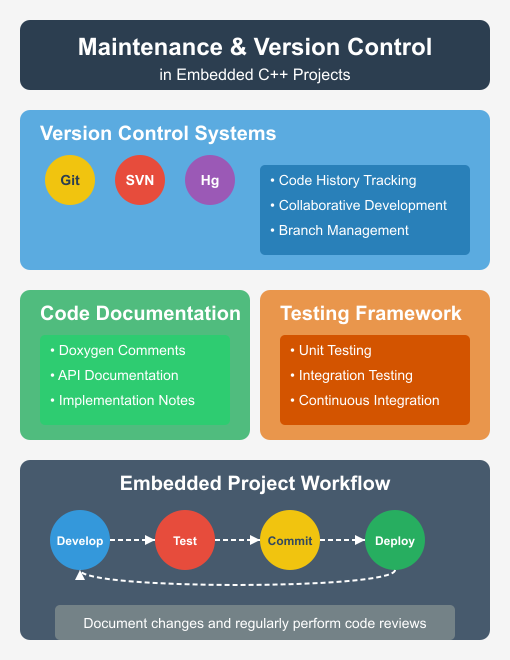 Maintenance & Version Control
in Embedded C++ Projects
Version Control Systems
Git
SVN
Hg
• Code History Tracking
• Collaborative Development
• Branch Management
Code Documentation
• Doxygen Comments
• API Documentation
• Implementation Notes
Testing Framework
• Unit Testing
• Integration Testing
• Continuous Integration
Embedded Project Workflow
Develop
Test
Commit
Deploy
Document changes and regularly perform code reviews